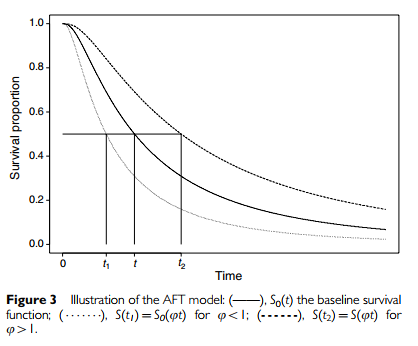 1.0
0.8
0.6
0.4
0.2
0.0
Survival proportion
0 t₁ t t₂
Time
Figure 3 Illustration of the AFT model: (——), S₀(t) the baseline survival
function; (·······), S(t₁) = S₀(φt) for φ<1; (------), S(t₂) = S(φt) for
φ>1.